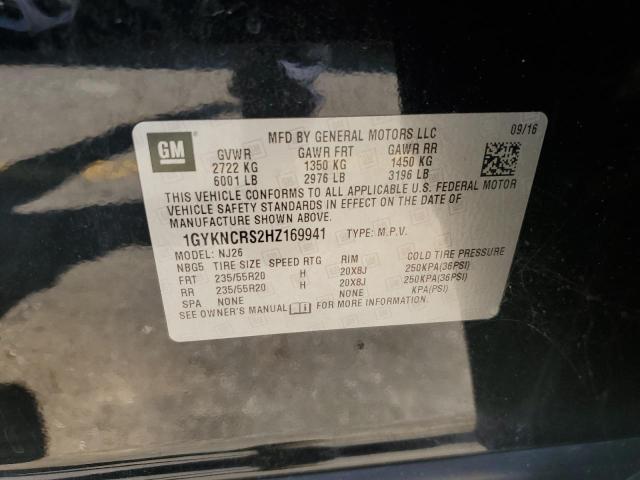 GM
MFD BY GENERAL MOTORS LLC 09/16
GVWR GAWR FRT GAWR RR
2722 KG 1350 KG 1450 KG
6001 LB 2976 LB 3196 LB
THIS VEHICLE CONFORMS TO ALL APPLICABLE U.S. FEDERAL MOTOR
VEHICLE SAFETY STANDARDS IN EFFECT ON THE DATE OF
MANUFACTURE SHOWN ABOVE.
1GYKNCRS2HZ169941 TYPE: M.P.V.
MODEL: NJ26
NBG5 TIRE SIZE SPEED RTG RIM COLD TIRE PRESSURE
FRT 235/55R20 H 20X8J 250KPA(36PSI)
RR 235/55R20 H 20X8J 250KPA(36PSI)
SPA NONE NONE KPA(PSI)
SEE OWNER'S MANUAL FOR MORE INFORMATION.